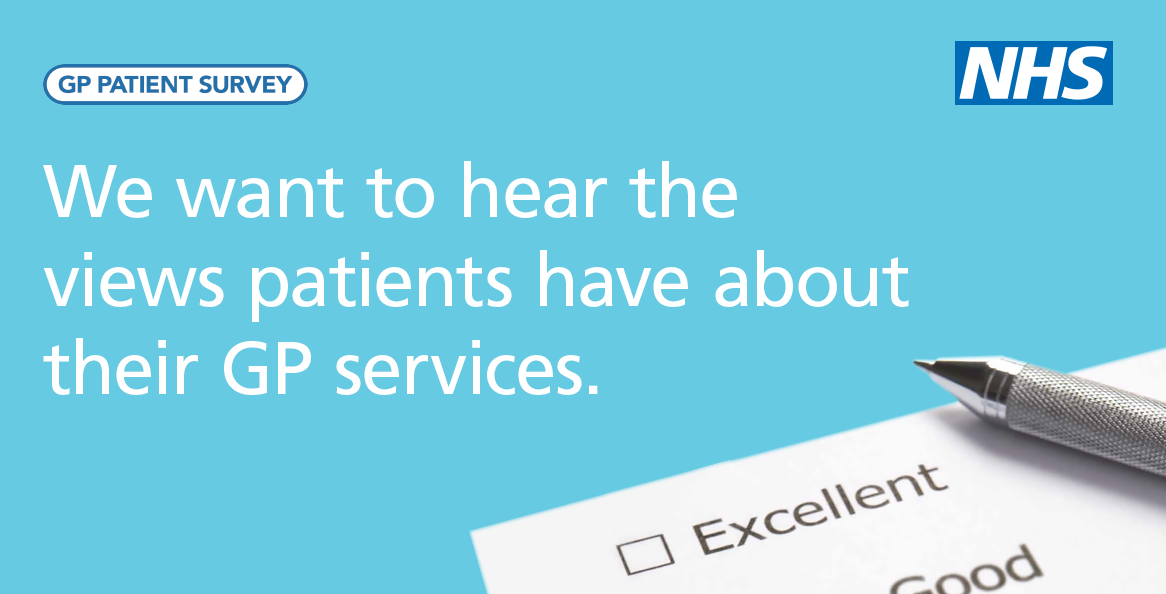 GP PATIENT SURVEY
NHS
We want to hear the
views patients have about
their GP services.
Excellent
Good